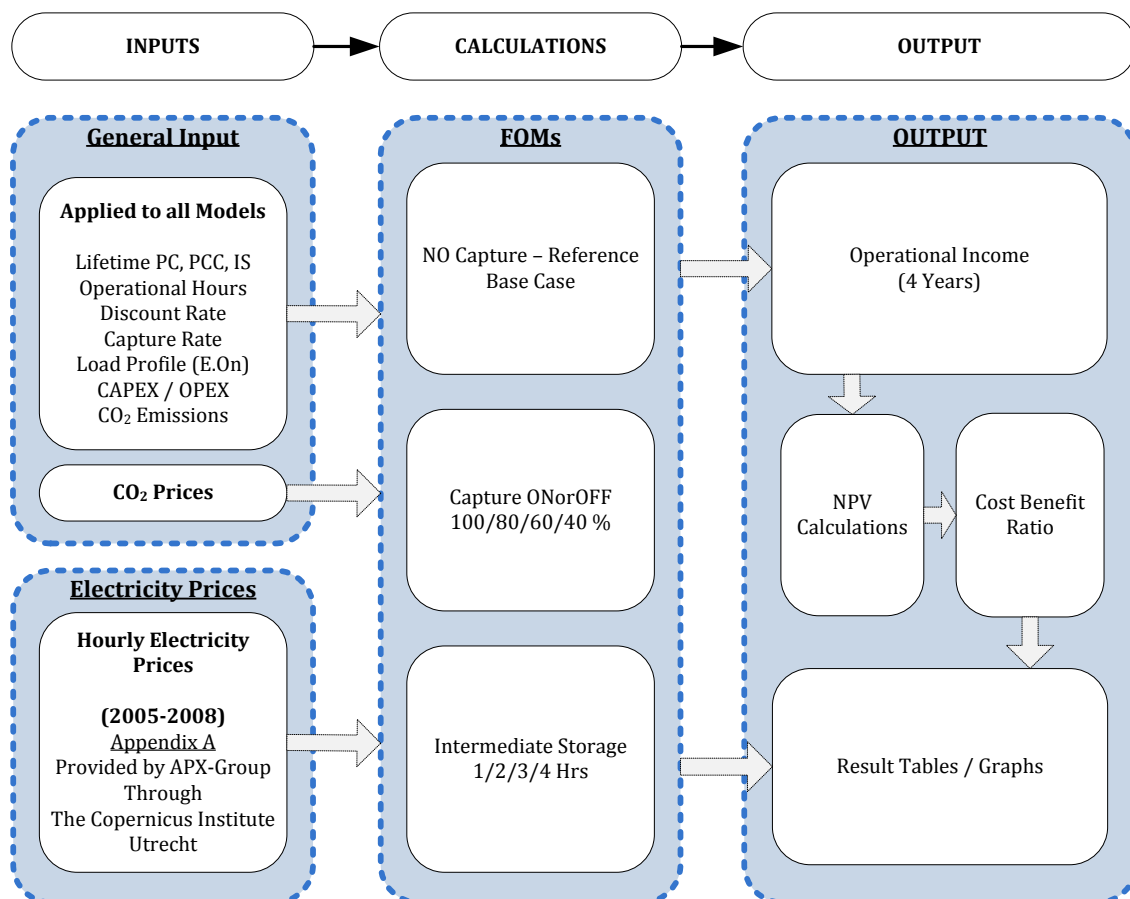 INPUTS
CALCULATIONS
OUTPUT
General Input
Applied to all Models
Lifetime PC, PCC, IS
Operational Hours
Discount Rate
Capture Rate
Load Profile (E.On)
CAPEX / OPEX
CO₂ Emissions
CO₂ Prices
Electricity Prices
Hourly Electricity
Prices
(2005-2008)
Appendix A
Provided by APX-Group
Through
The Copernicus Institute
Utrecht
FOMs
NO Capture – Reference
Base Case
Capture ONorOFF
100/80/60/40 %
Intermediate Storage
1/2/3/4 Hrs
OUTPUT
Operational Income
(4 Years)
NPV
Calculations
Cost Benefit
Ratio
Result Tables / Graphs